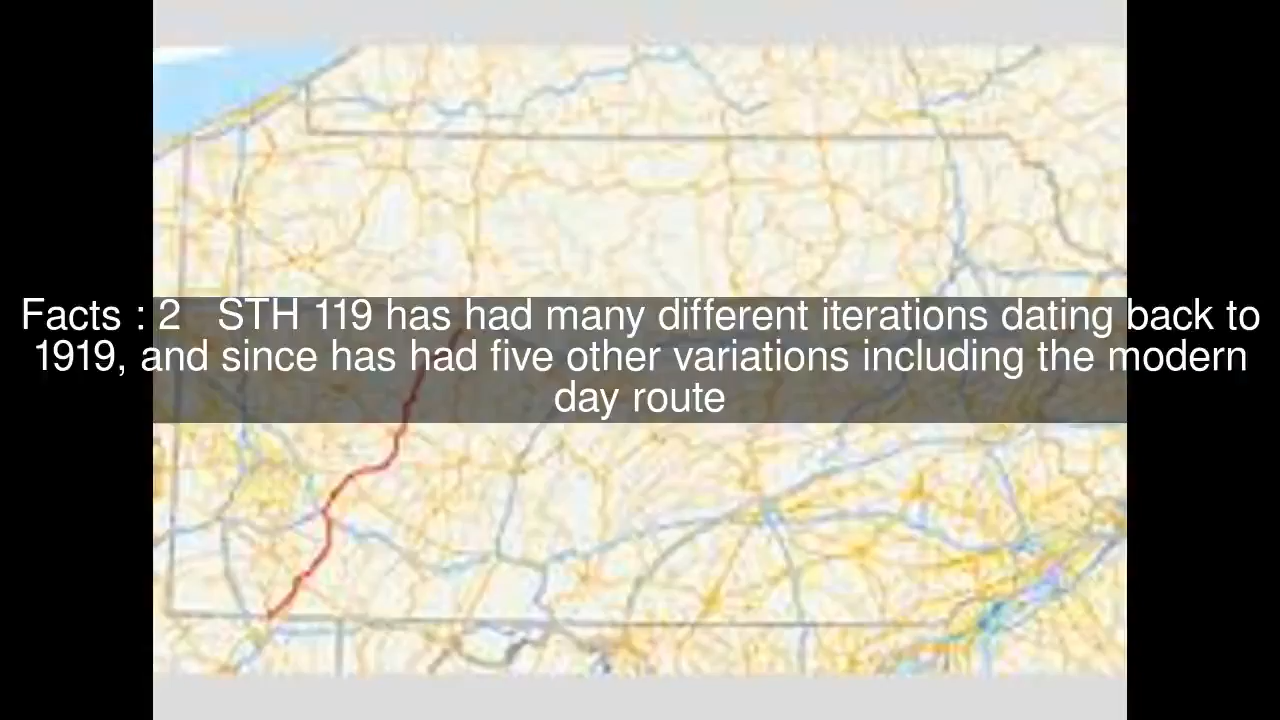 Facts : 2   STH 119 has had many different iterations dating back to
1919, and since has had five other variations including the modern
day route